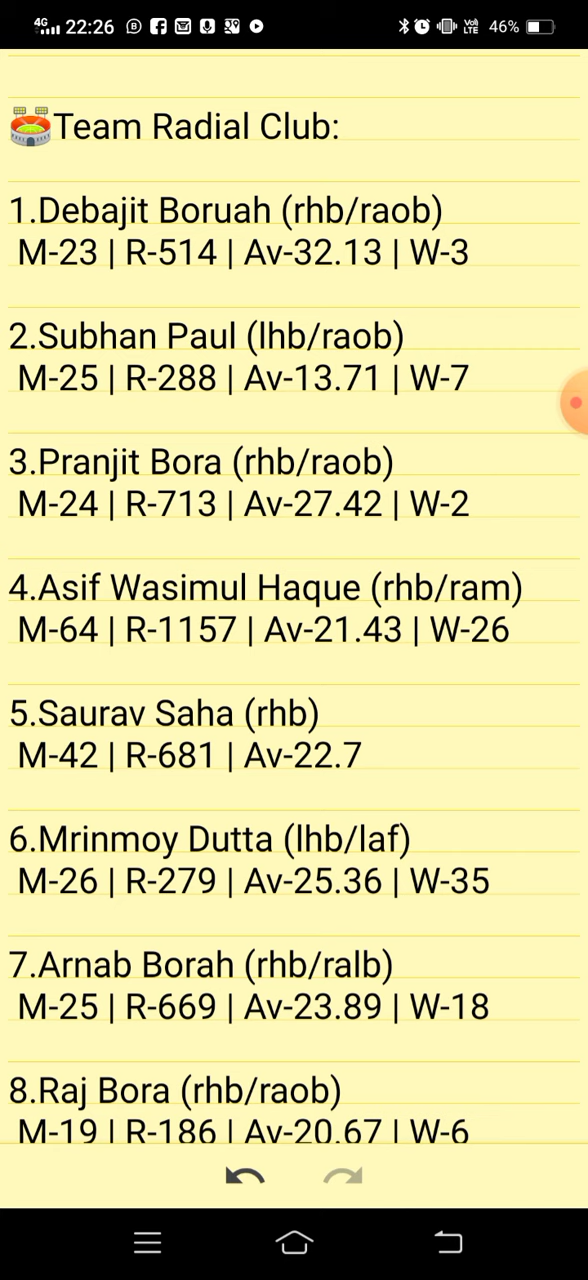 4G 22:26 46%
Vol LTE
Team Radial Club:
1.Debajit Boruah (rhb/raob)
M-23 | R-514 | Av-32.13 | W-3
2.Subhan Paul (lhb/raob)
M-25 | R-288 | Av-13.71 | W-7
3.Pranjit Bora (rhb/raob)
M-24 | R-713 | Av-27.42 | W-2
4.Asif Wasimul Haque (rhb/ram)
M-64 | R-1157 | Av-21.43 | W-26
5.Saurav Saha (rhb)
M-42 | R-681 | Av-22.7
6.Mrinmoy Dutta (lhb/laf)
M-26 | R-279 | Av-25.36 | W-35
7.Arnab Borah (rhb/ralb)
M-25 | R-669 | Av-23.89 | W-18
8.Raj Bora (rhb/raob)
M-19 | R-186 | Av-20.67 | W-6